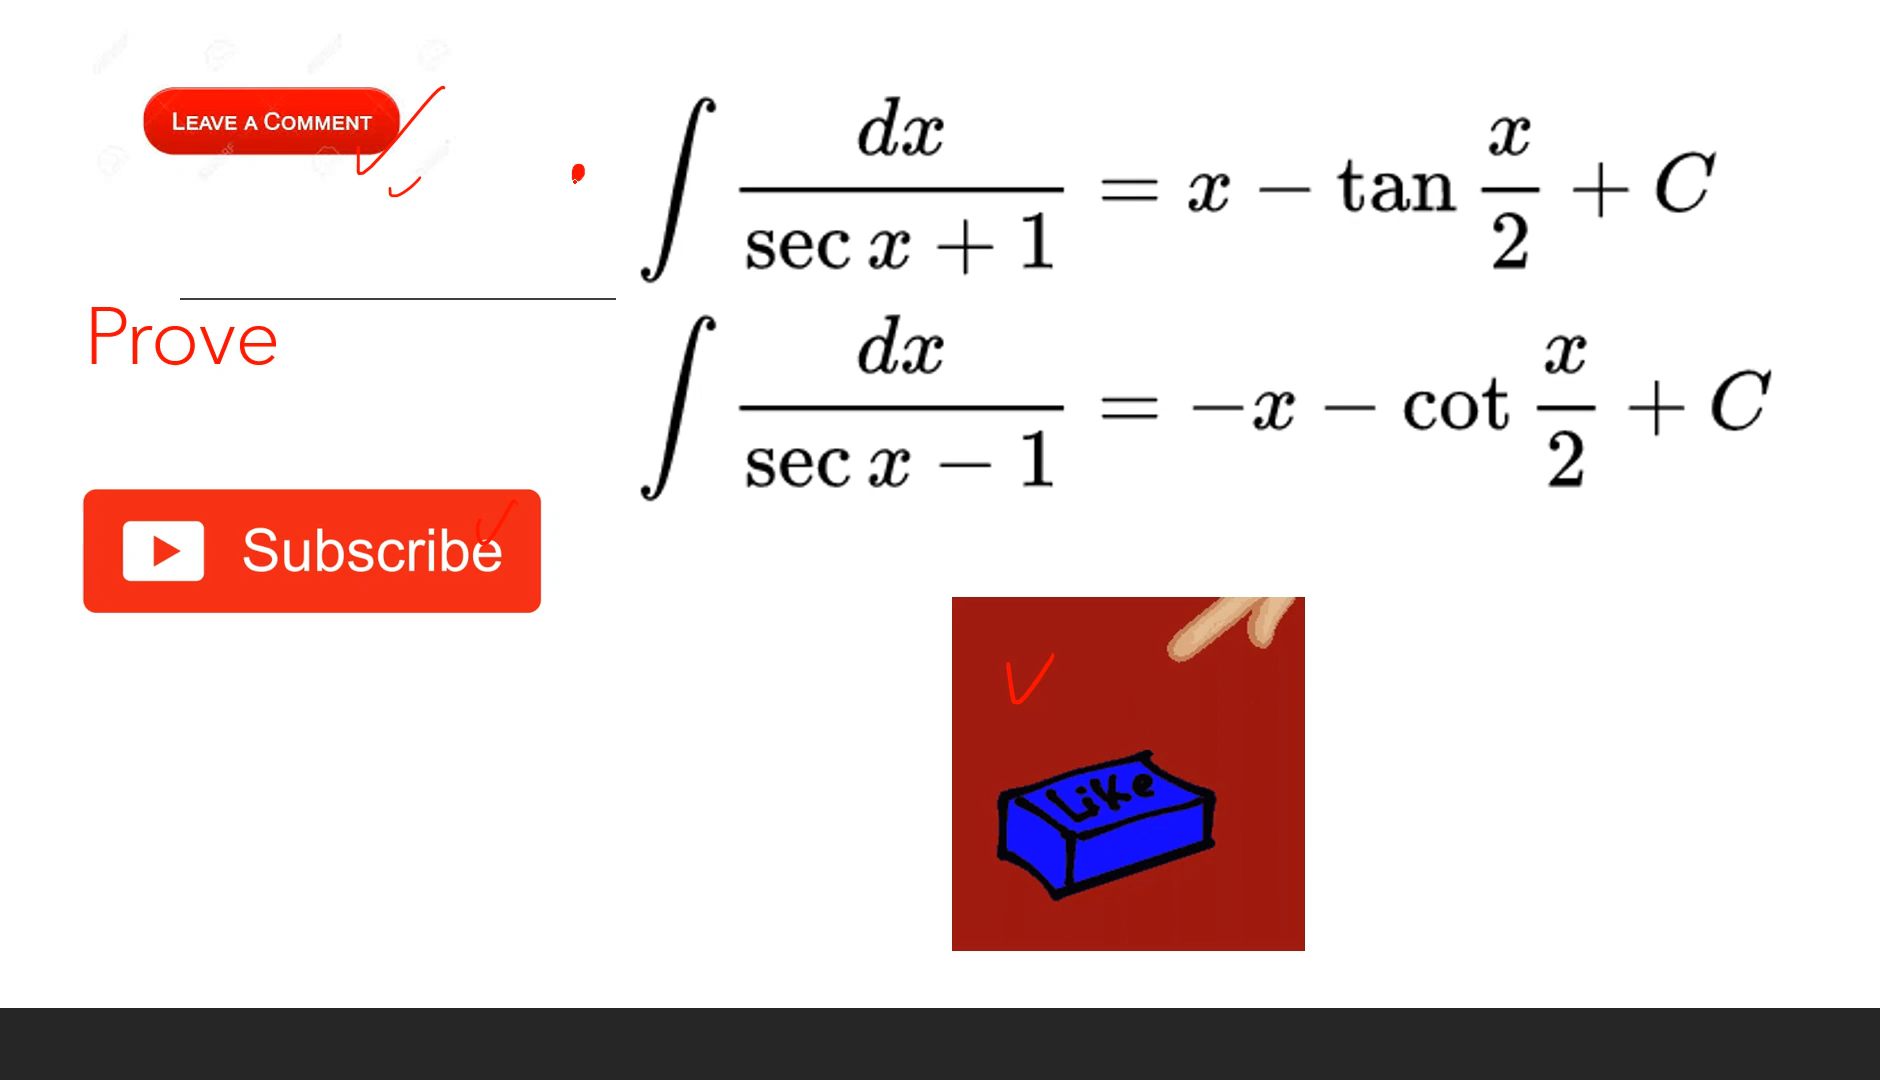 LEAVE A COMMENT
∫ dx / (sec x + 1) = x − tan x/2 + C
Prove
∫ dx / (sec x − 1) = −x − cot x/2 + C
Subscribe
Like